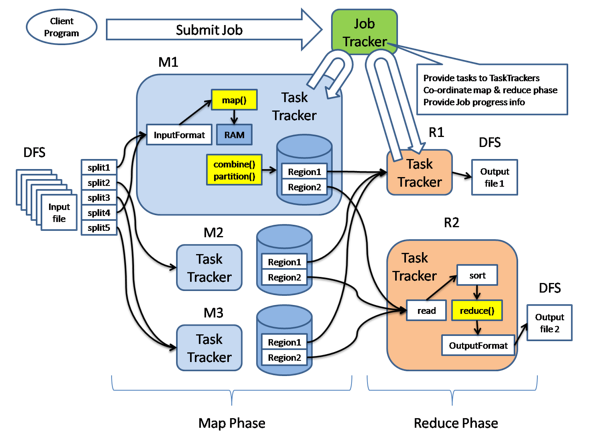 Client
Program
Submit Job
Job
Tracker
Provide tasks to TaskTrackers
Co-ordinate map & reduce phase
Provide Job progress info
M1
map()
Task
Tracker
InputFormat
RAM
combine()
partition()
Region1
Region2
DFS
Input
file
split1
split2
split3
split4
split5
M2
Task
Tracker
Region1
Region2
M3
Task
Tracker
Region1
Region2
R1
Task
Tracker
DFS
Output
file 1
R2
Task
Tracker
sort
read
reduce()
OutputFormat
DFS
Output
file 2
Map Phase
Reduce Phase